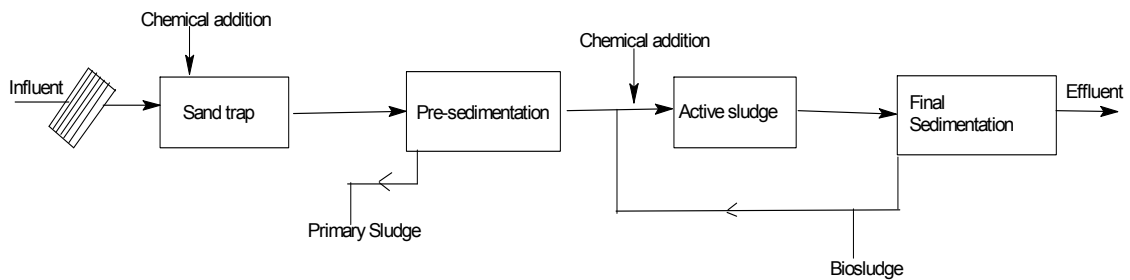 Chemical addition
Influent
Sand trap
Pre-sedimentation
Primary Sludge
Chemical addition
Active sludge
Final
Sedimentation
Effluent
Biosludge